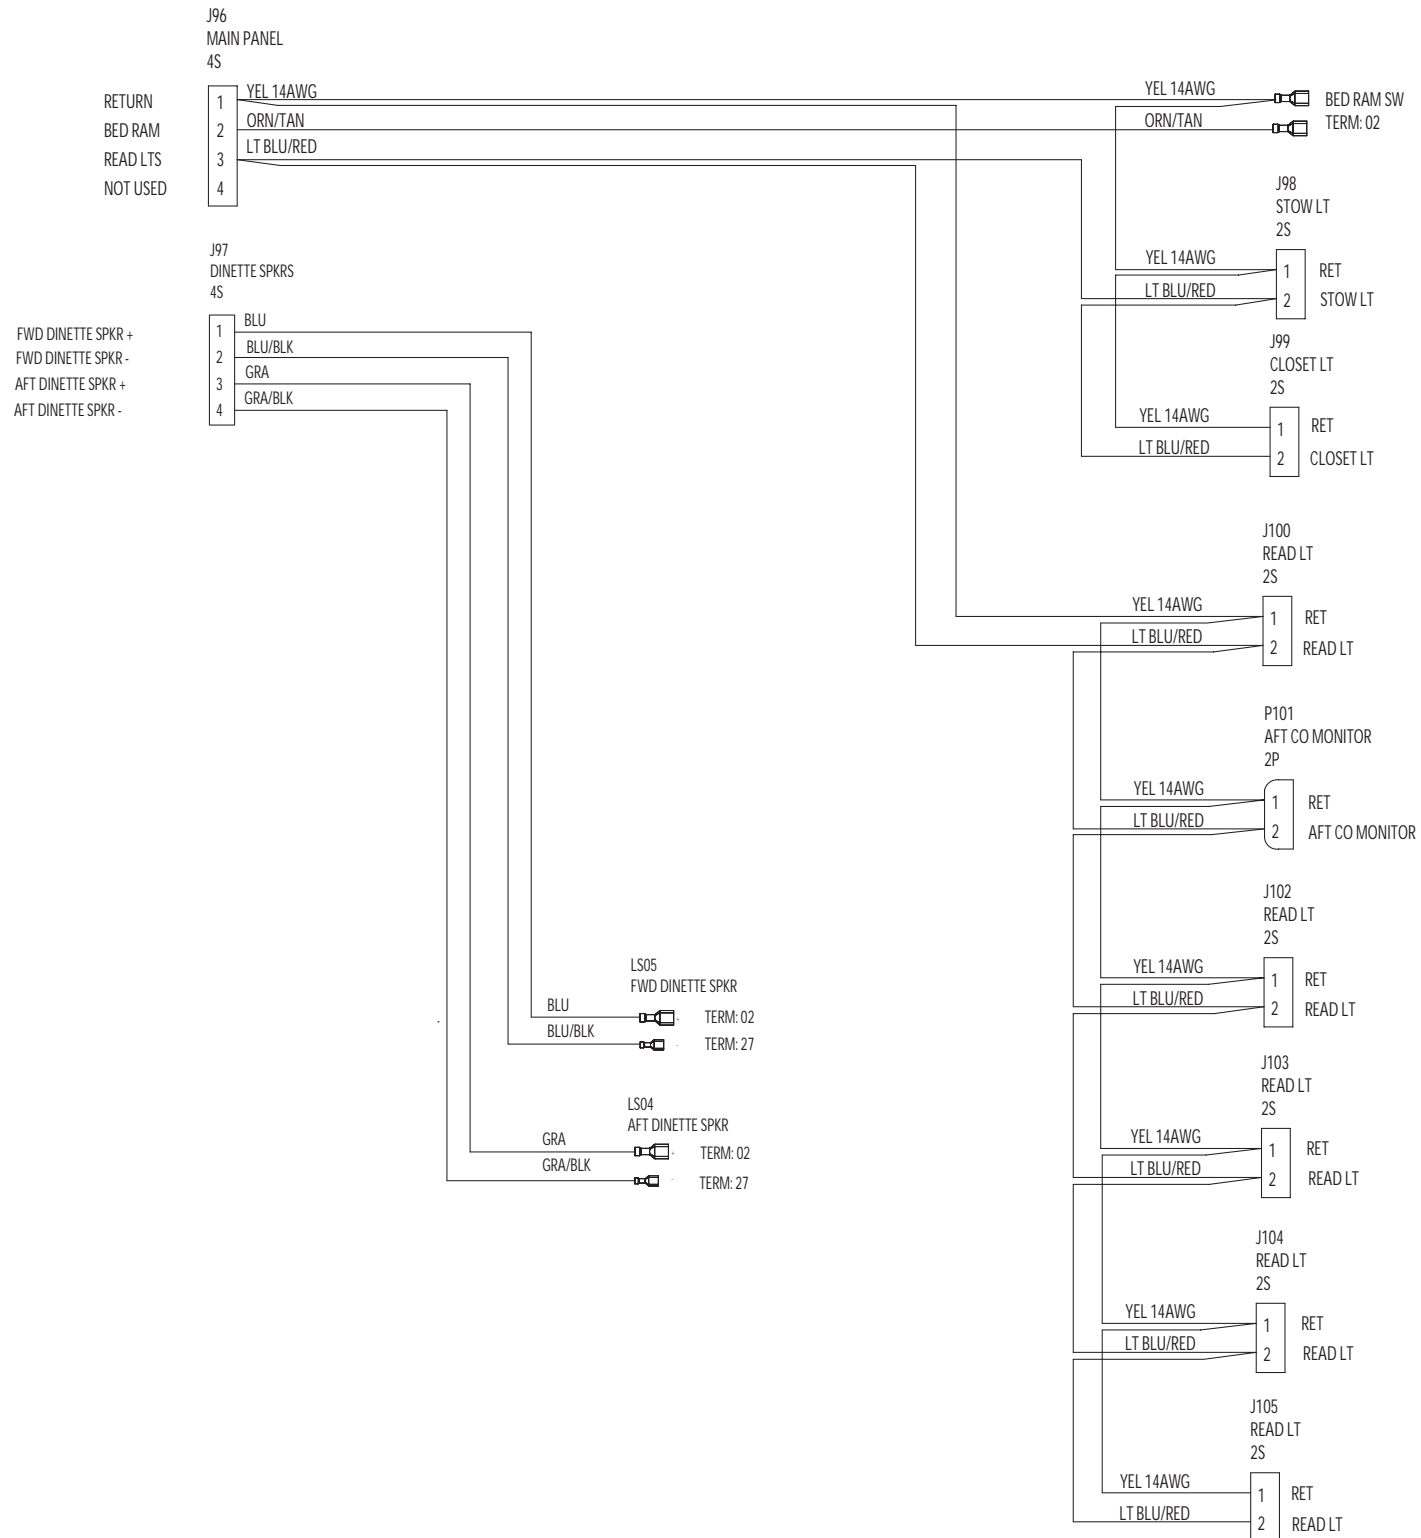 J96
MAIN PANEL
4S
RETURN 1 YEL 14AWG YEL 14AWG BED RAM SW
BED RAM 2 ORN/TAN ORN/TAN TERM: 02
READ LTS 3 LT BLU/RED
NOT USED 4
J97
DINETTE SPKRS
4S
FWD DINETTE SPKR + 1 BLU
FWD DINETTE SPKR - 2 BLU/BLK
AFT DINETTE SPKR + 3 GRA
AFT DINETTE SPKR - 4 GRA/BLK
J98
STOW LT
2S
YEL 14AWG 1 RET
LT BLU/RED 2 STOW LT
J99
CLOSET LT
2S
YEL 14AWG 1 RET
LT BLU/RED 2 CLOSET LT
J100
READ LT
2S
YEL 14AWG 1 RET
LT BLU/RED 2 READ LT
P101
AFT CO MONITOR
2P
YEL 14AWG 1 RET
LT BLU/RED 2 AFT CO MONITOR
J102
READ LT
2S
YEL 14AWG 1 RET
LT BLU/RED 2 READ LT
LS05
FWD DINETTE SPKR
BLU TERM: 02
BLU/BLK TERM: 27
LS04
AFT DINETTE SPKR
GRA TERM: 02
GRA/BLK TERM: 27
J103
READ LT
2S
YEL 14AWG 1 RET
LT BLU/RED 2 READ LT
J104
READ LT
2S
YEL 14AWG 1 RET
LT BLU/RED 2 READ LT
J105
READ LT
2S
YEL 14AWG 1 RET
LT BLU/RED 2 READ LT